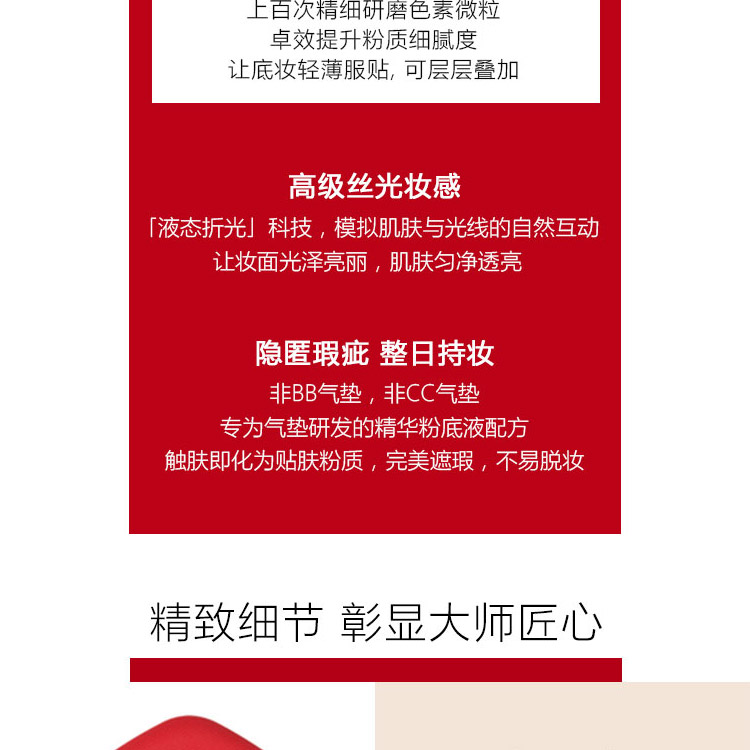 上百次精细研磨色素微粒
卓效提升粉质细腻度
让底妆轻薄服贴, 可层层叠加
高级丝光妆感
「液态折光」科技，模拟肌肤与光线的自然互动
让妆面光泽亮丽，肌肤匀净透亮
隐匿瑕疵 整日持妆
非BB气垫，非CC气垫
专为气垫研发的精华粉底液配方
触肤即化为贴肤粉质，完美遮瑕，不易脱妆
精致细节 彰显大师匠心